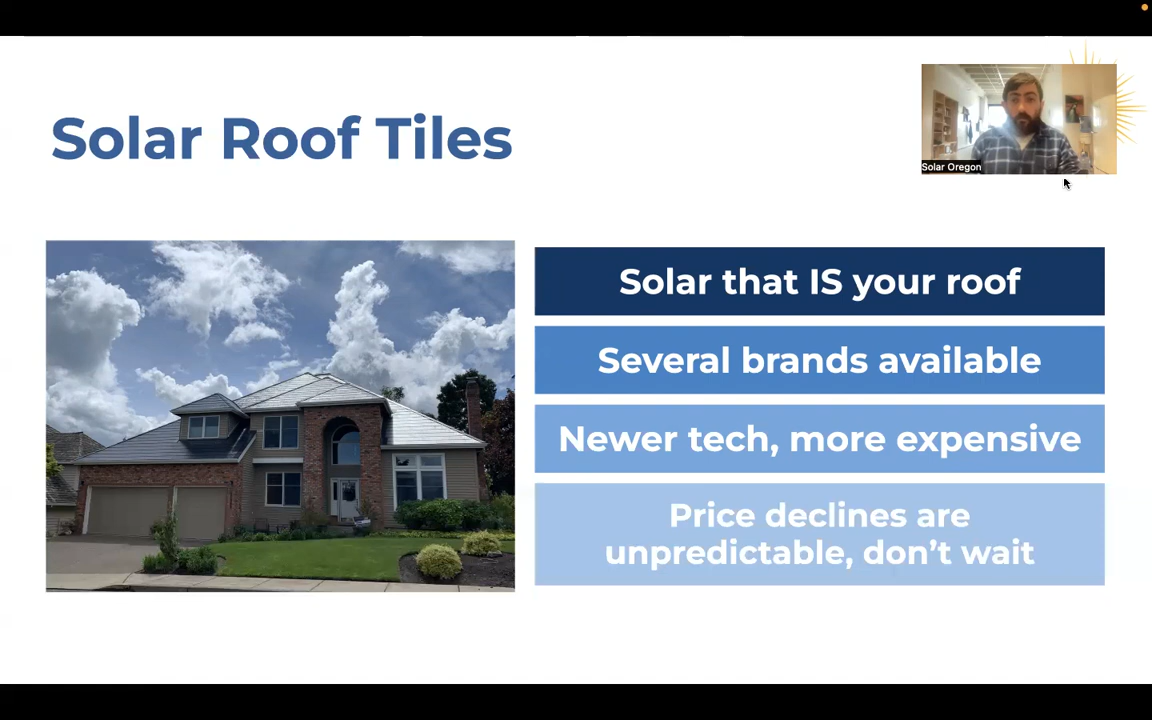 Solar Roof Tiles
Solar Oregon
Solar that IS your roof
Several brands available
Newer tech, more expensive
Price declines are
unpredictable, don’t wait